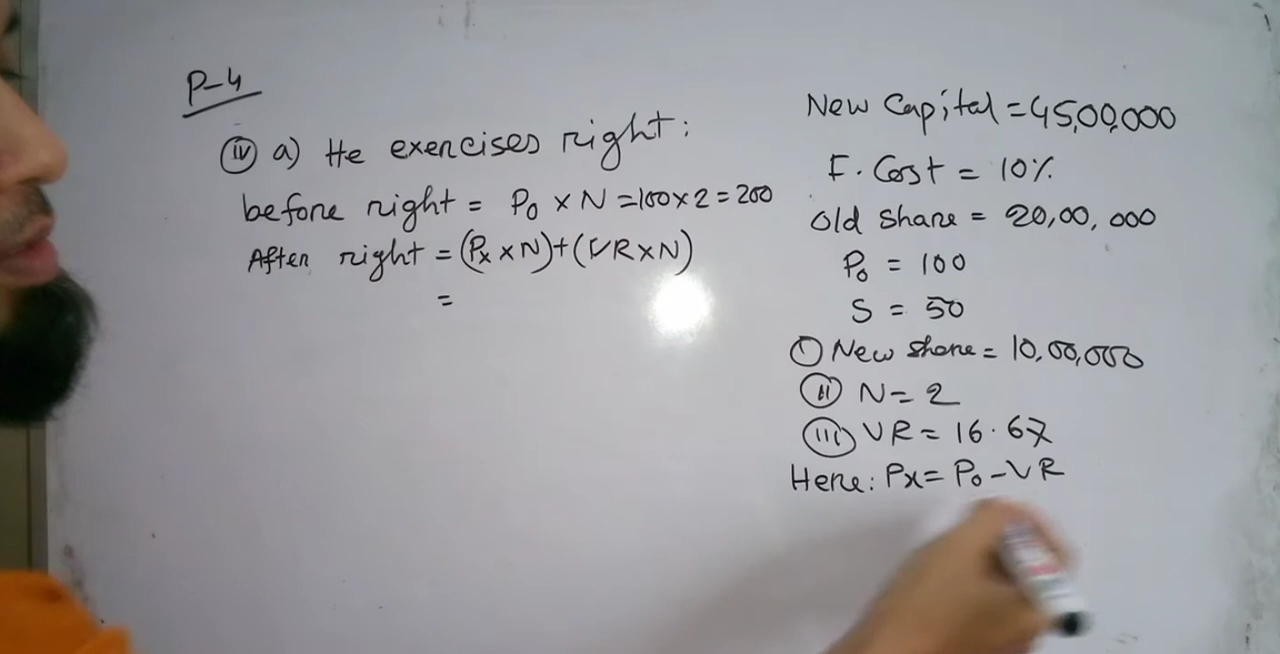 P-4
(iv) a) He exercises right:
before right = P₀ × N = 100 × 2 = 200
After right = (Pₓ × N) + (VR × N)
=
New Capital = 45,00,000
F. Cost = 10%
Old share = 20,00,000
P₀ = 100
S = 50
(i) New share = 10,00,000
(ii) N = 2
(iii) VR = 16.67
Here: Px = P₀ - VR